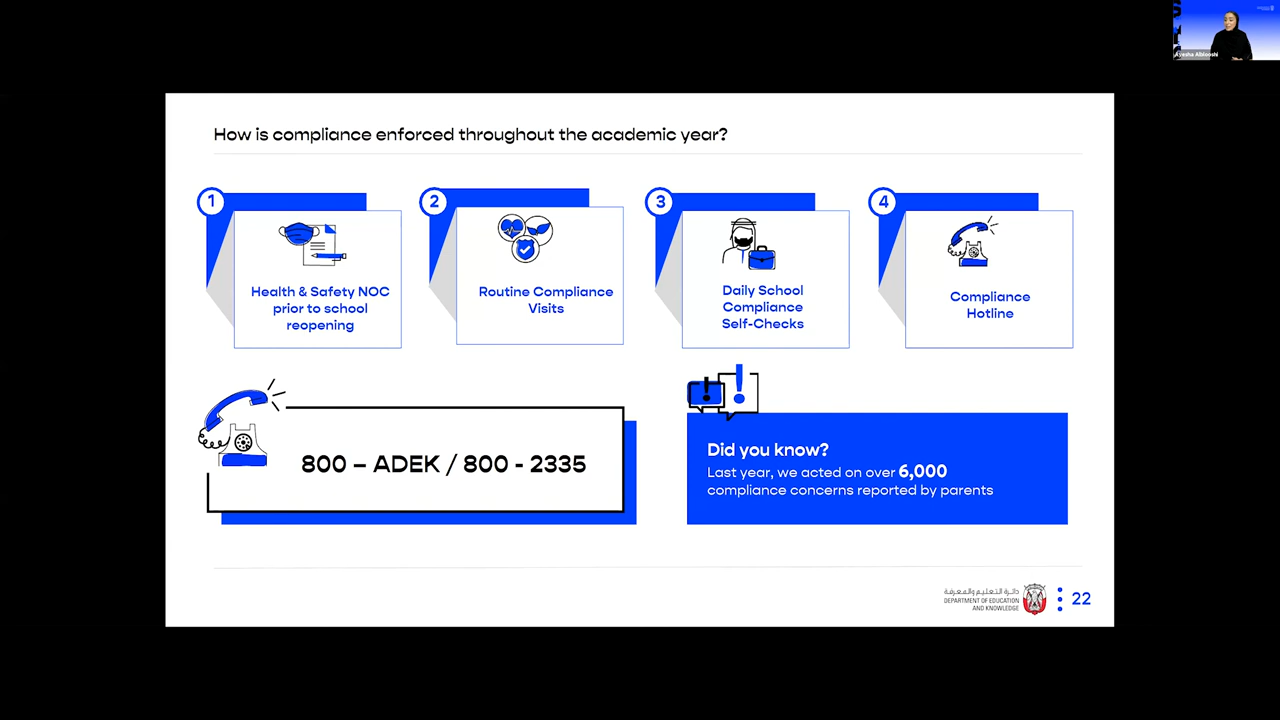 How is compliance enforced throughout the academic year?
1
Health & Safety NOC
prior to school
reopening
2
Routine Compliance
Visits
3
Daily School
Compliance
Self-Checks
4
Compliance
Hotline
800 – ADEK / 800 - 2335
Did you know?
Last year, we acted on over 6,000
compliance concerns reported by parents
دائرة التعليم والمعرفة
DEPARTMENT OF EDUCATION
AND KNOWLEDGE
22